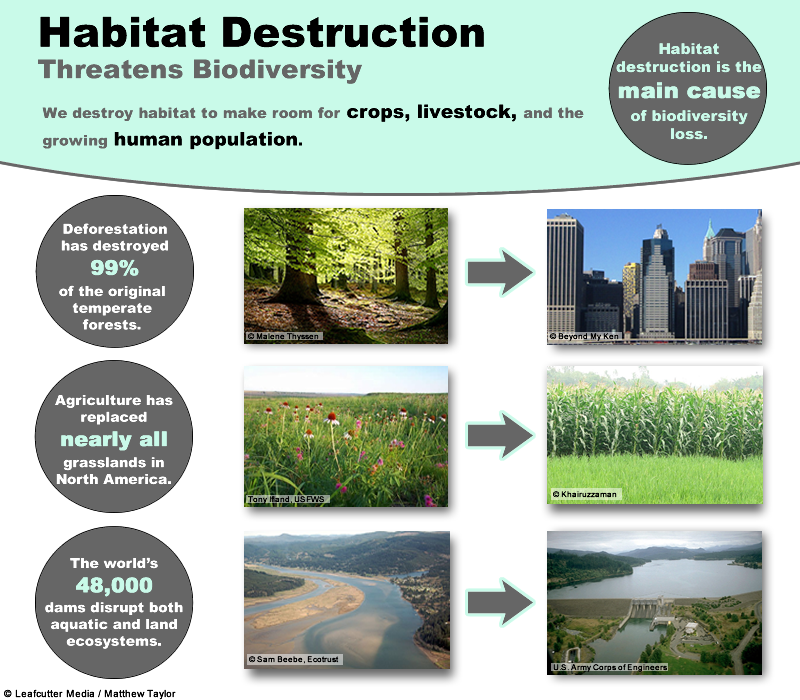 Habitat Destruction
Threatens Biodiversity
We destroy habitat to make room for crops, livestock, and the
growing human population.
Habitat
destruction is the
main cause
of biodiversity
loss.
Deforestation
has destroyed
99%
of the original
temperate
forests.
© Malene Thyssen
© Beyond My Ken
Agriculture has
replaced
nearly all
grasslands in
North America.
Tony Ifland, USFWS
© Khairuzzaman
The world's
48,000
dams disrupt both
aquatic and land
ecosystems.
© Sam Beebe, Ecotrust
U.S. Army Corps of Engineers
© Leafcutter Media / Matthew Taylor